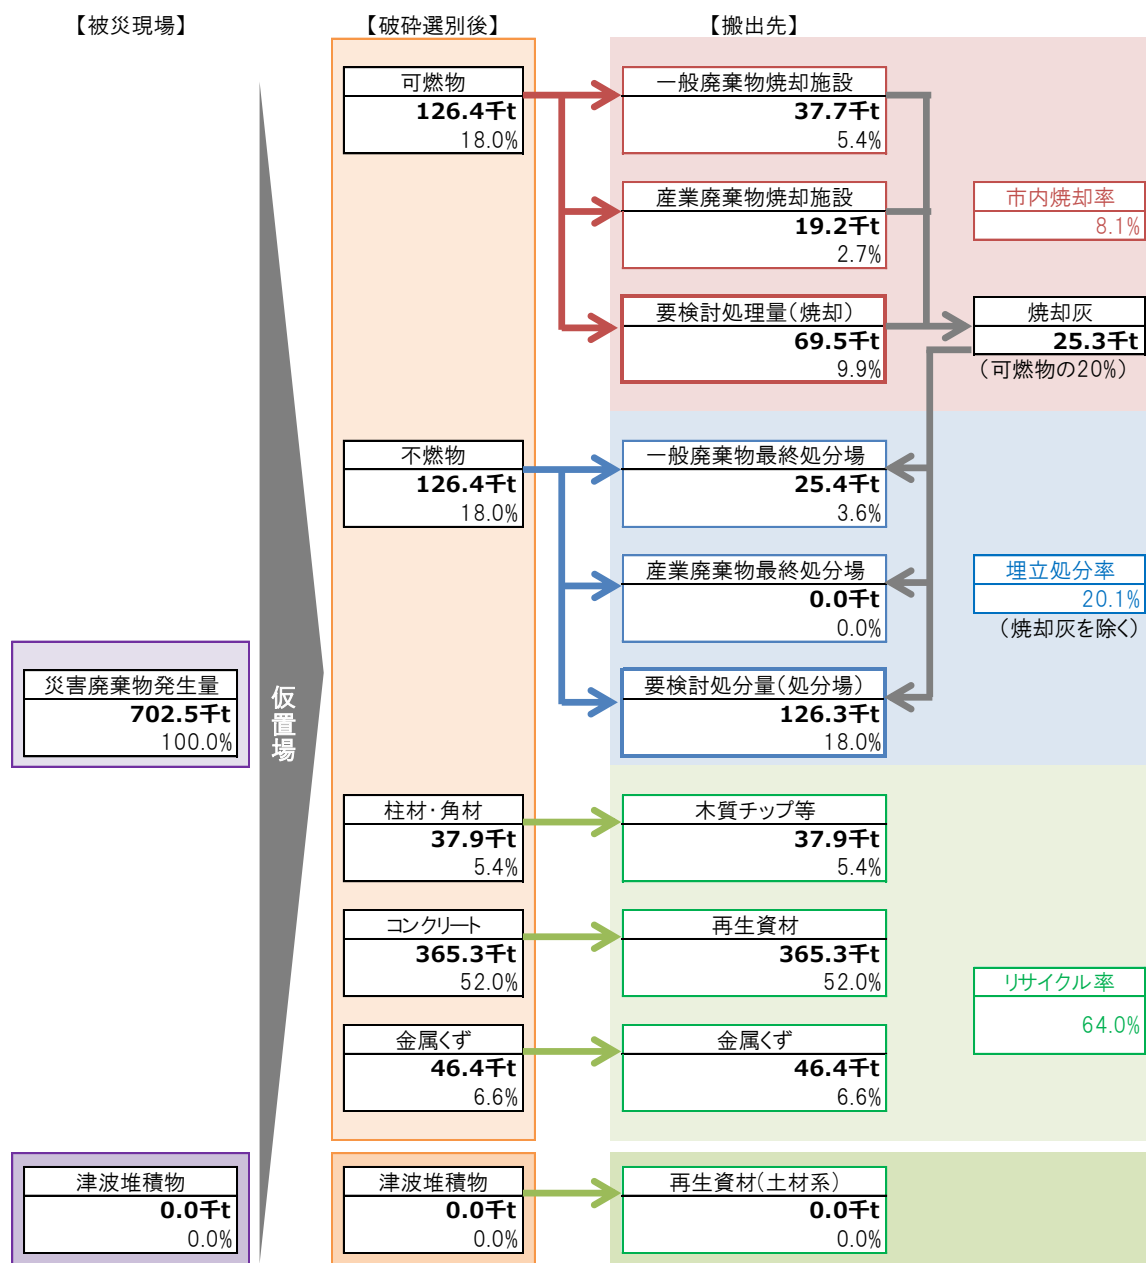 【被災現場】
【破砕選別後】
【搬出先】
可燃物
126.4千t
18.0%
一般廃棄物焼却施設
37.7千t
5.4%
産業廃棄物焼却施設
19.2千t
2.7%
市内焼却率
8.1%
要検討処理量(焼却)
69.5千t
9.9%
焼却灰
25.3千t
(可燃物の20%)
不燃物
126.4千t
18.0%
一般廃棄物最終処分場
25.4千t
3.6%
産業廃棄物最終処分場
0.0千t
0.0%
埋立処分率
20.1%
(焼却灰を除く)
災害廃棄物発生量
702.5千t
100.0%
仮置場
要検討処分量(処分場)
126.3千t
18.0%
柱材・角材
37.9千t
5.4%
木質チップ等
37.9千t
5.4%
コンクリート
365.3千t
52.0%
再生資材
365.3千t
52.0%
リサイクル率
64.0%
金属くず
46.4千t
6.6%
金属くず
46.4千t
6.6%
津波堆積物
0.0千t
0.0%
津波堆積物
0.0千t
0.0%
再生資材(土材系)
0.0千t
0.0%